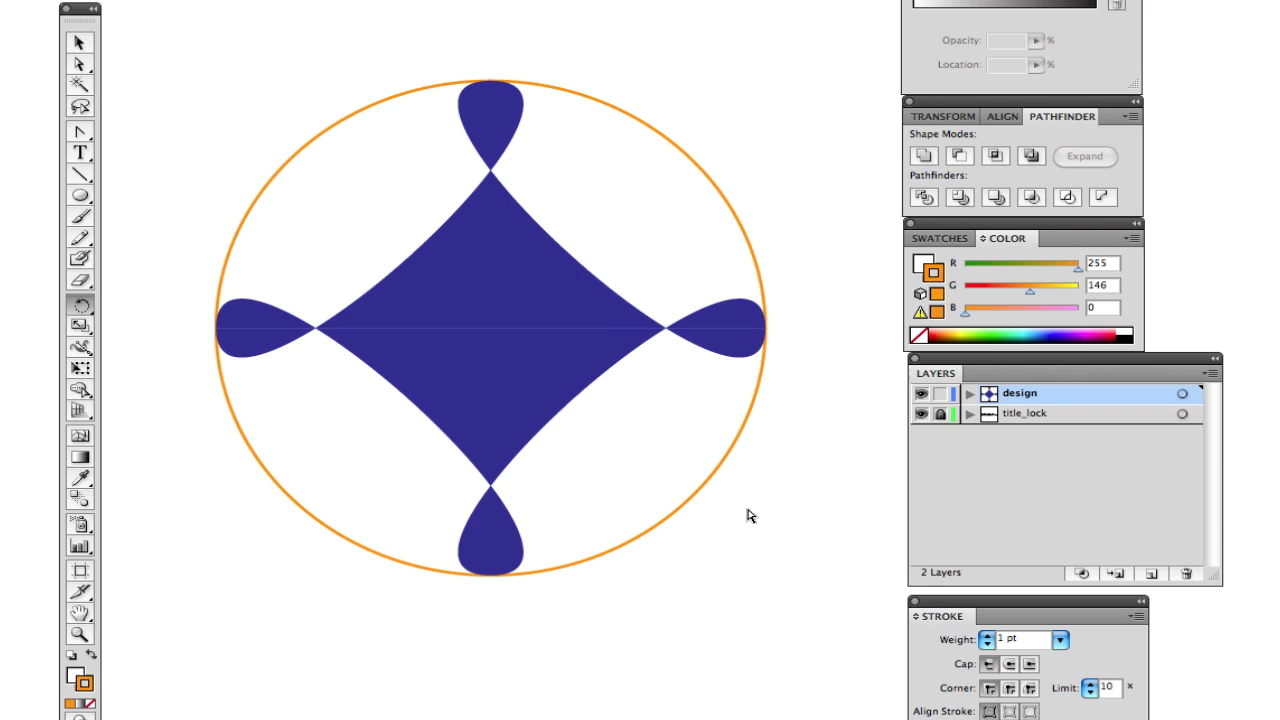 Opacity: %
Location: %
TRANSFORM ALIGN PATHFINDER
Shape Modes:
Expand
Pathfinders:
SWATCHES COLOR
R 255
G 146
B 0
LAYERS
design
title_lock
2 Layers
STROKE
Weight: 1 pt
Cap:
Corner: Limit: 10 ×
Align Stroke: